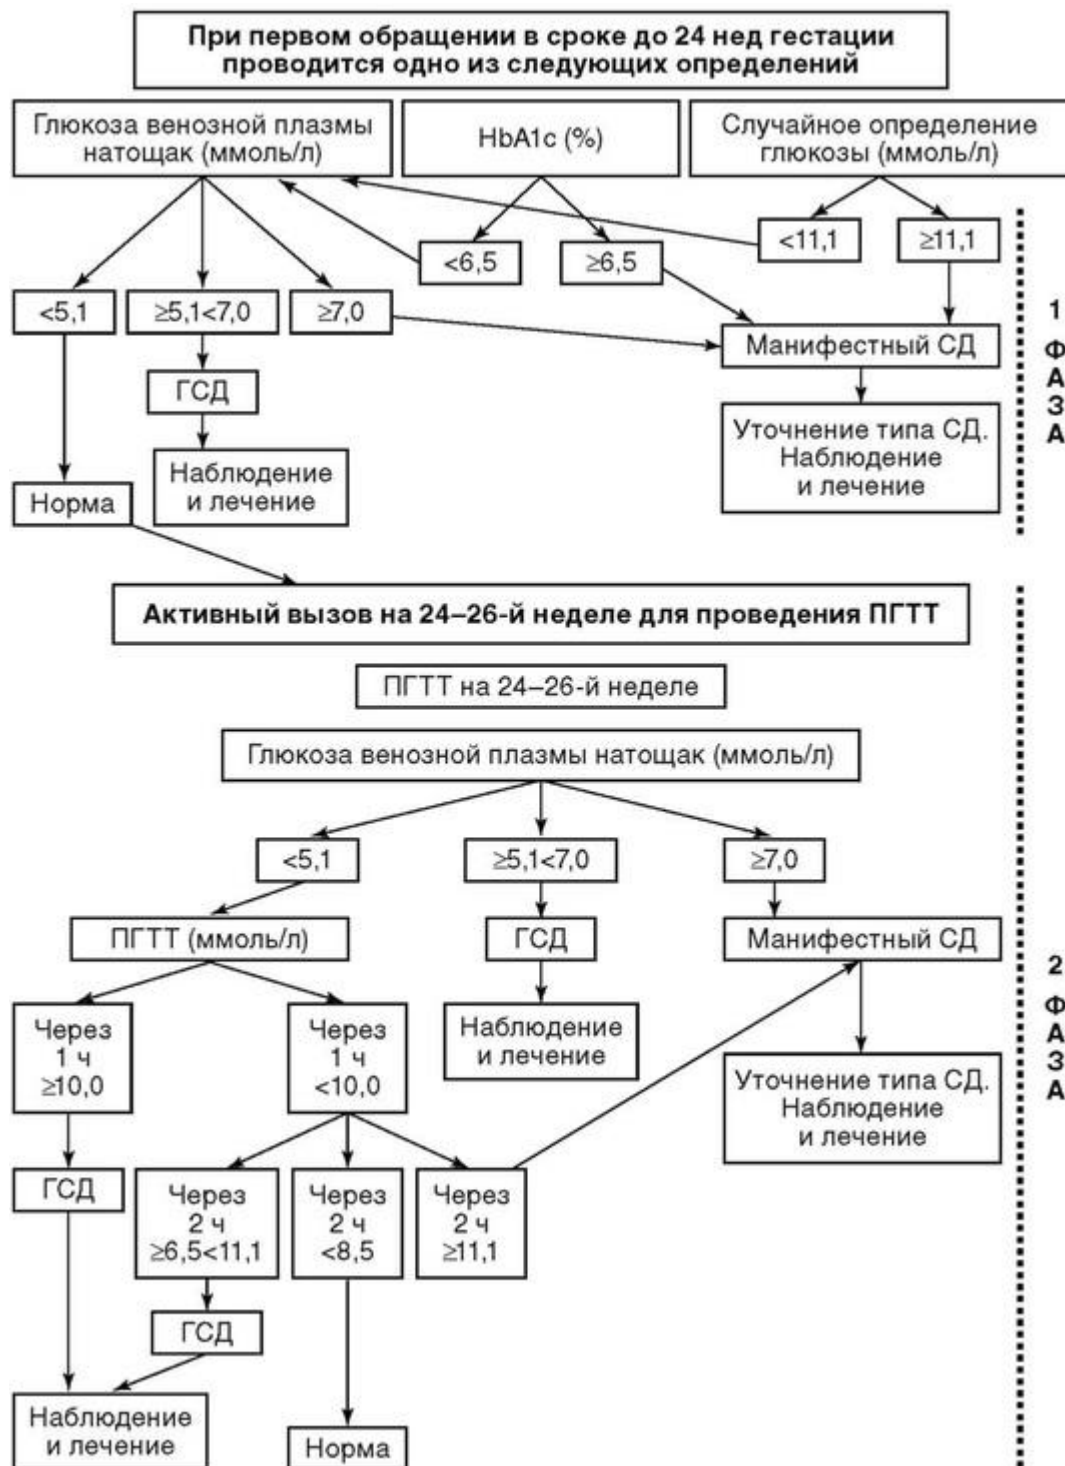 При первом обращении в сроке до 24 нед гестации
проводится одно из следующих определений
Глюкоза венозной плазмы
натощак (ммоль/л)
HbA1c (%)
Случайное определение
глюкозы (ммоль/л)
<6,5
≥6,5
<11,1
≥11,1
<5,1
≥5,1<7,0
≥7,0
Манифестный СД
ГСД
Уточнение типа СД.
Наблюдение
и лечение
Наблюдение
и лечение
Норма
1
Ф
А
З
А
Активный вызов на 24–26-й неделе для проведения ПГТТ
ПГТТ на 24–26-й неделе
Глюкоза венозной плазмы натощак (ммоль/л)
<5,1
≥5,1<7,0
≥7,0
ПГТТ (ммоль/л)
ГСД
Манифестный СД
Через
1 ч
≥10,0
Через
1 ч
<10,0
Наблюдение
и лечение
Уточнение типа СД.
Наблюдение
и лечение
ГСД
Через
2 ч
≥6,5<11,1
Через
2 ч
<8,5
Через
2 ч
≥11,1
ГСД
Наблюдение
и лечение
Норма
2
Ф
А
З
А